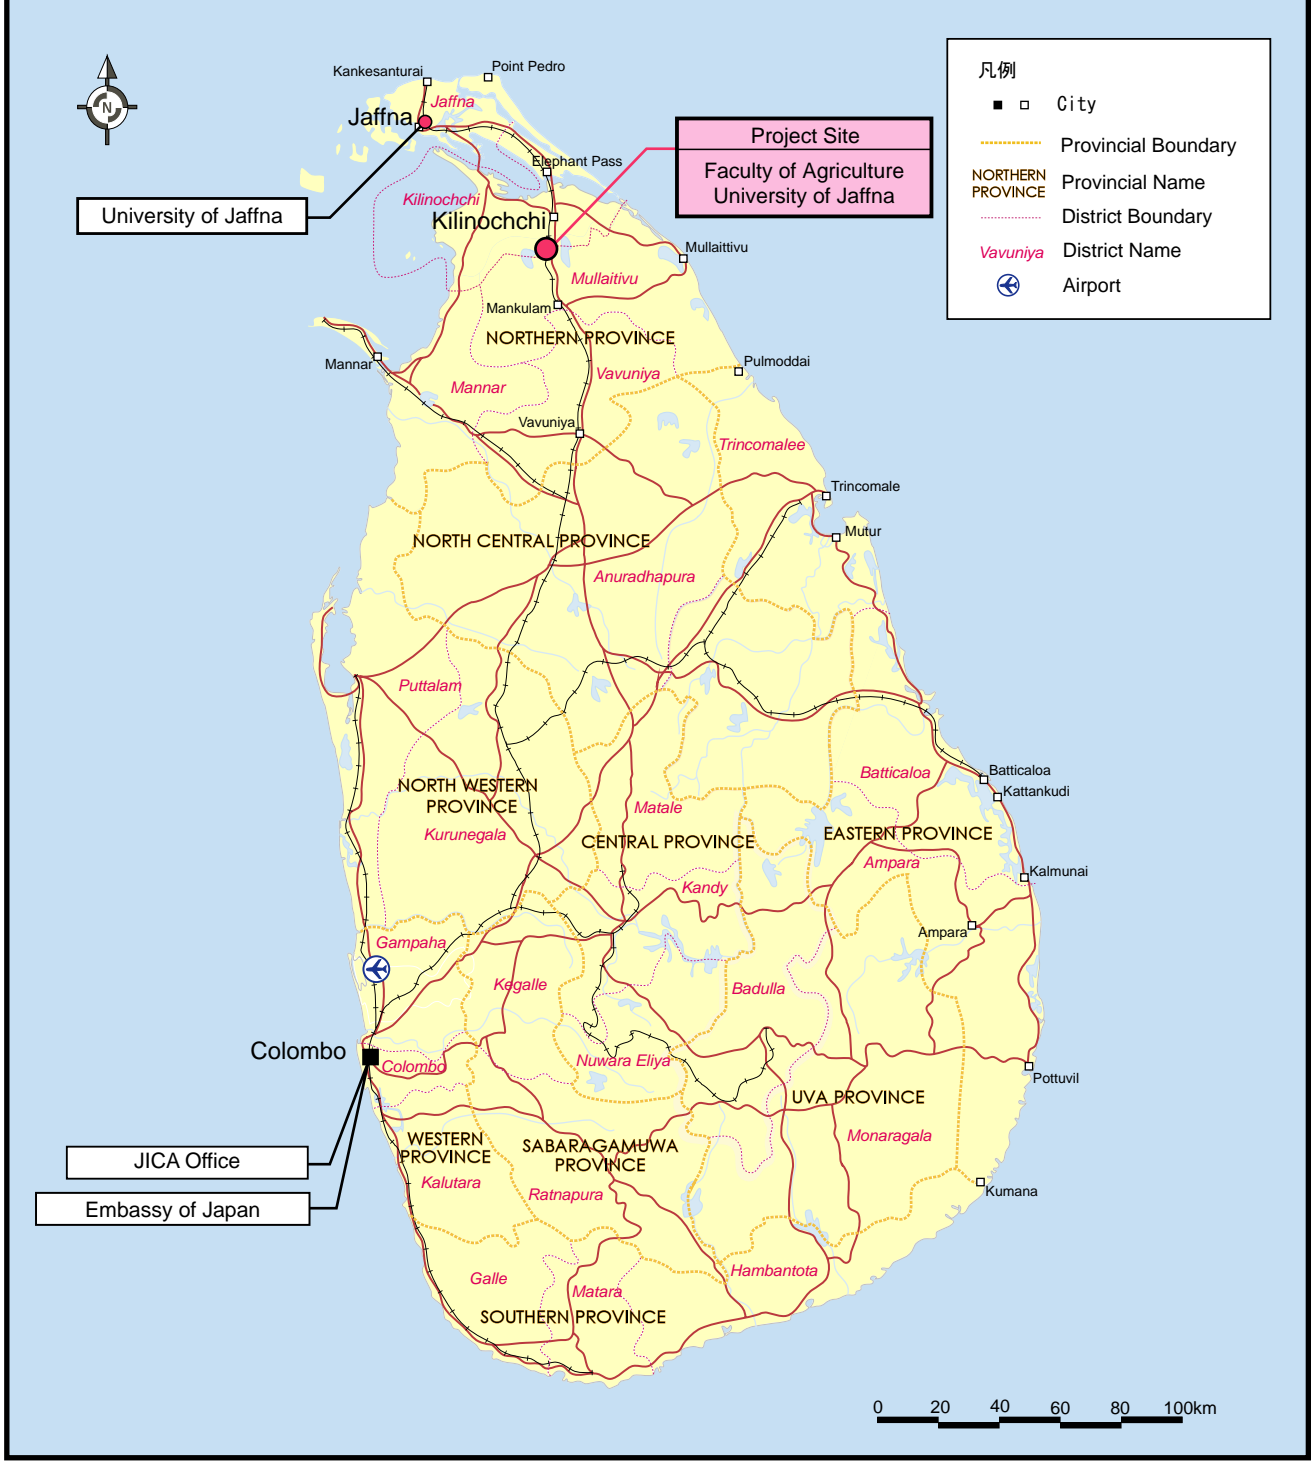 Kankesanturai
Point Pedro
Jaffna
Jaffna
N
Project Site
Faculty of Agriculture
University of Jaffna
Elephant Pass
University of Jaffna
Kilinochchi
Kilinochchi
Mullaittivu
Mullaitivu
Mankulam
NORTHERN PROVINCE
Mannar
Pulmoddai
Vavuniya
Mannar
Vavuniya
Trincomalee
Trincomale
Mutur
NORTH CENTRAL PROVINCE
Anuradhapura
Puttalam
Batticaloa
Batticaloa
Kattankudi
NORTH WESTERN
PROVINCE
Matale
Kurunegala
CENTRAL PROVINCE
EASTERN PROVINCE
Ampara
Kalmunai
Kandy
Ampara
Gampaha
Kegalle
Badulla
Colombo
Colombo
Nuwara Eliya
Pottuvil
UVA PROVINCE
Monaragala
WESTERN
PROVINCE
SABARAGAMUWA
PROVINCE
JICA Office
Kalutara
Ratnapura
Kumana
Embassy of Japan
Galle
Matara
Hambantota
SOUTHERN PROVINCE
凡例
City
Provincial Boundary
NORTHERN
PROVINCE
Provincial Name
District Boundary
Vavuniya
District Name
Airport
0 20 40 60 80 100km